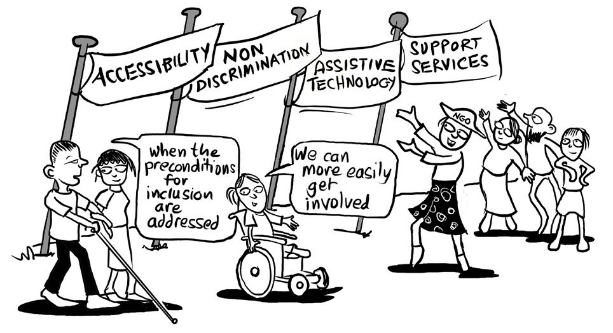 ACCESSIBILITY
NON
DISCRIMINATION
ASSISTIVE
TECHNOLOGY
SUPPORT
SERVICES
NGO
When the
preconditions
for
inclusion
are
addressed
We can
more easily
get
involved